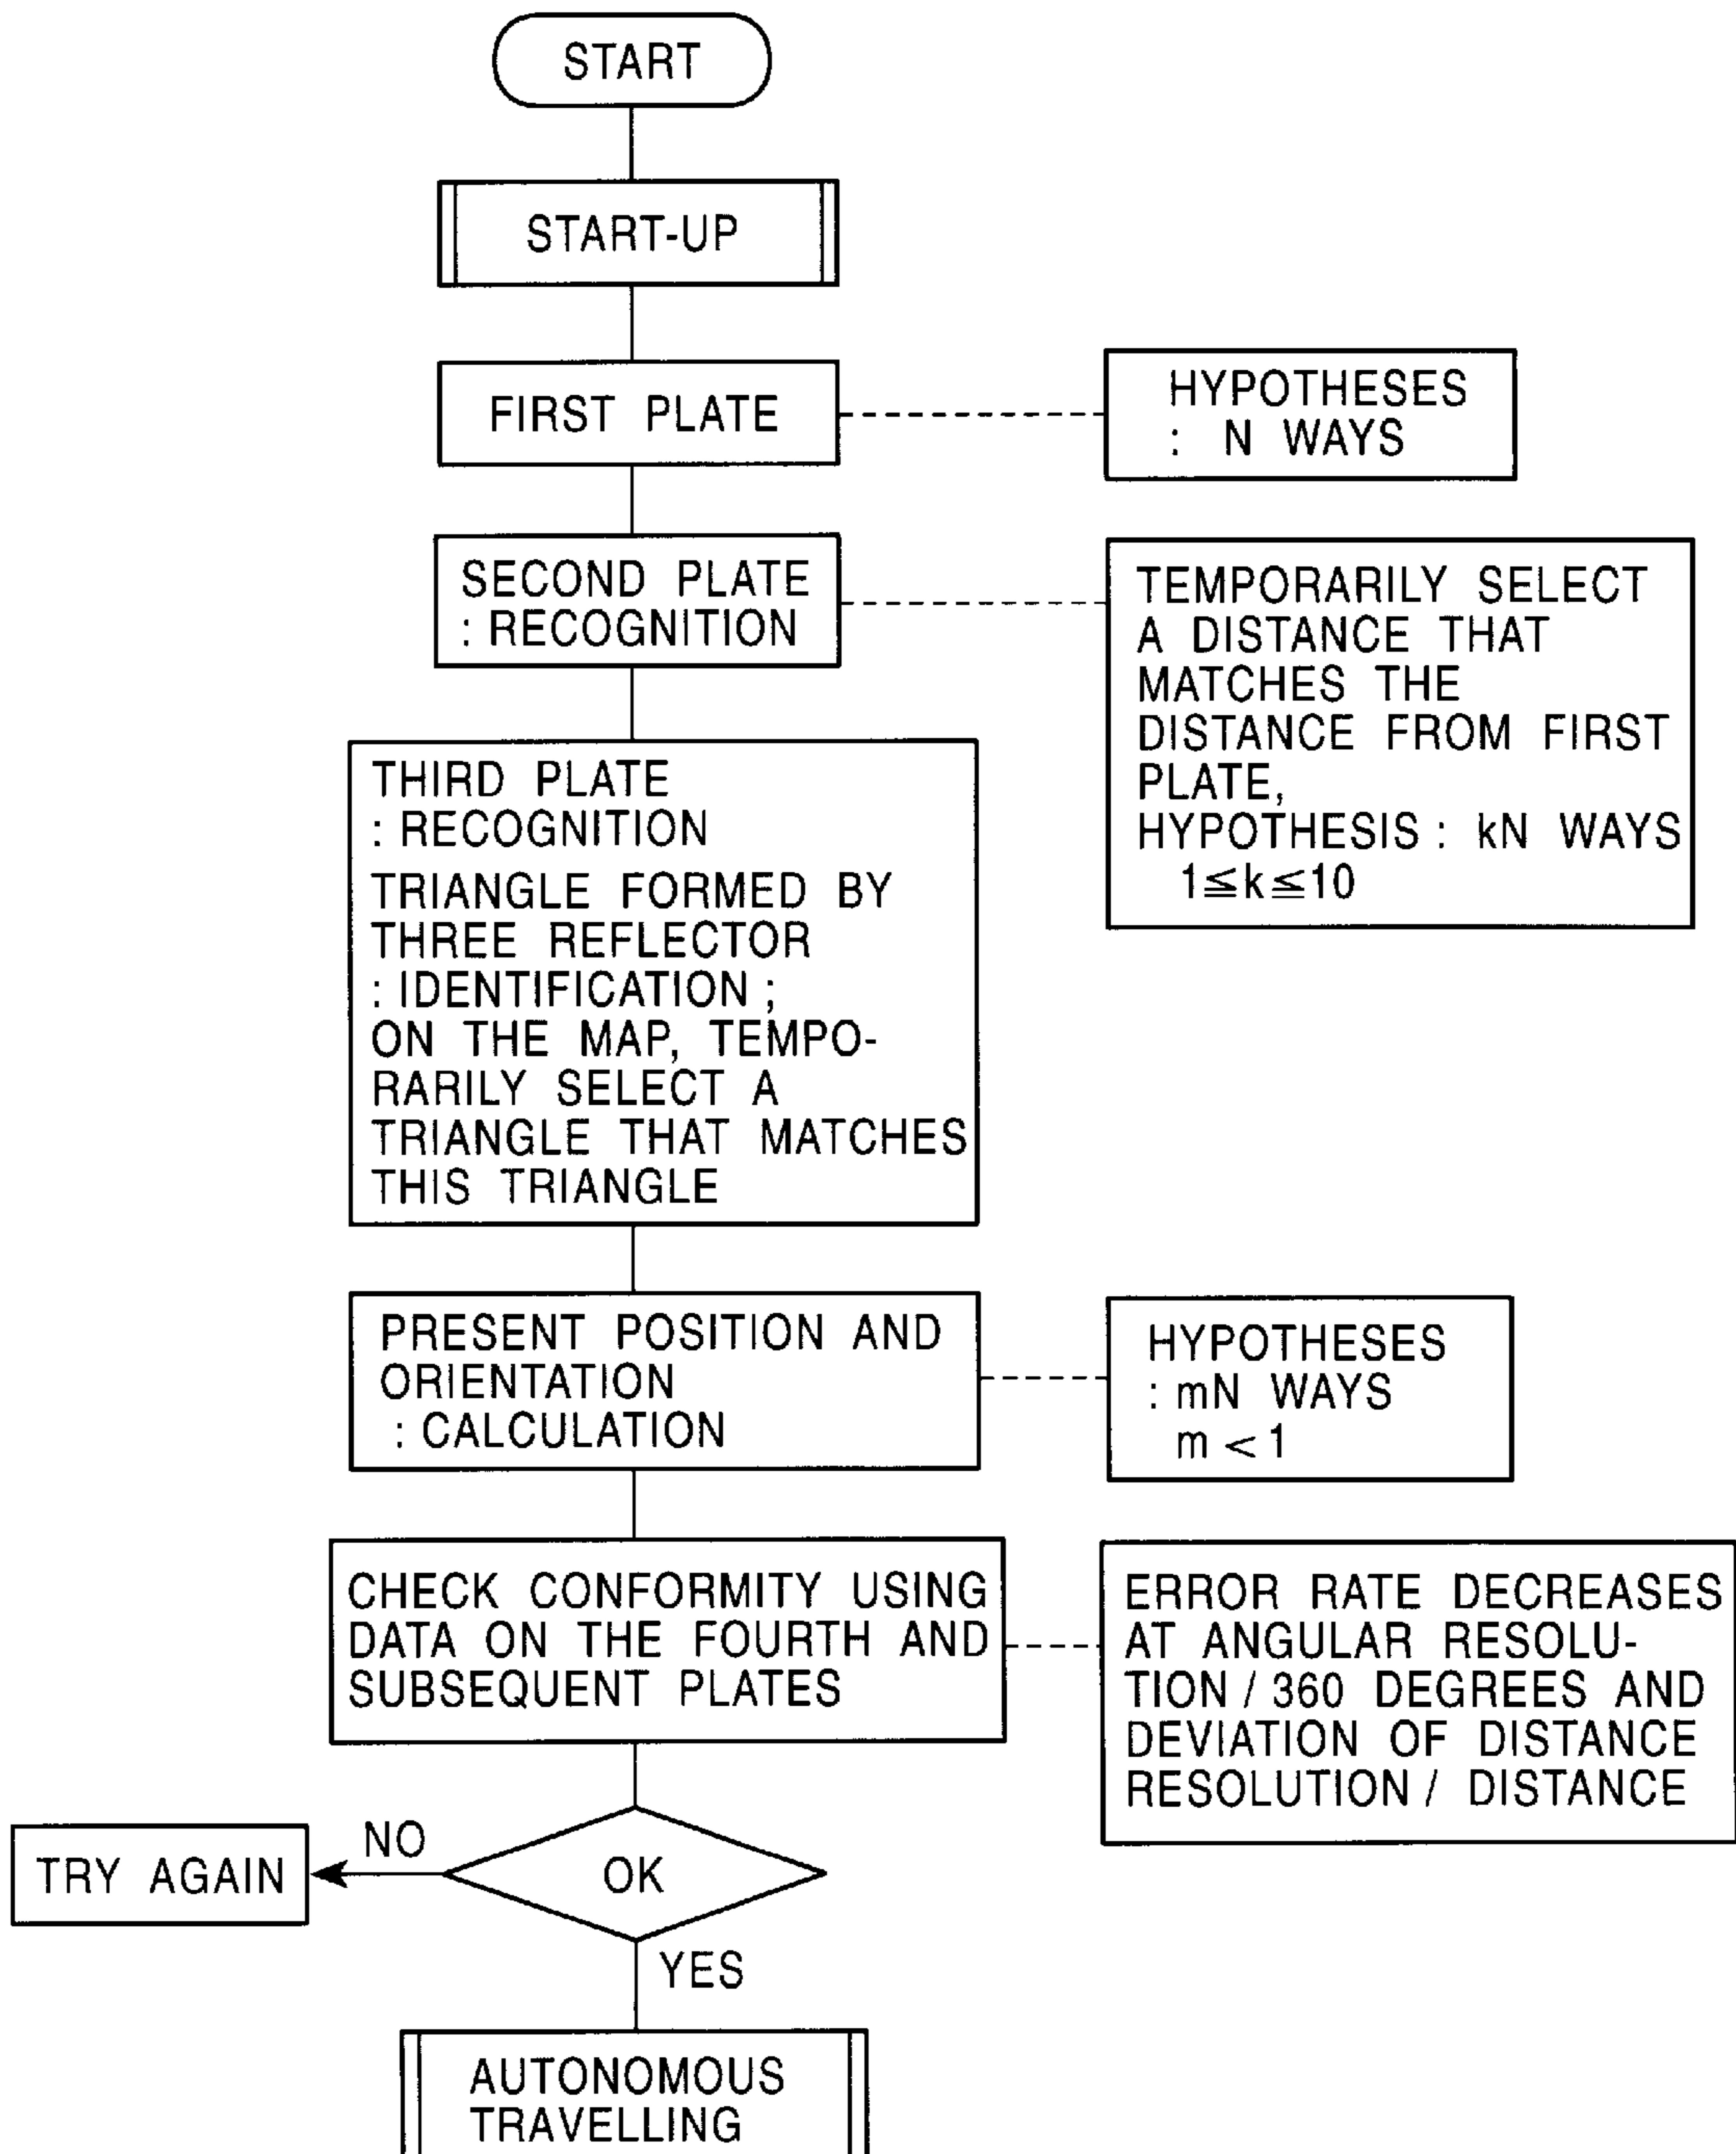 START
START-UP
FIRST PLATE
HYPOTHESES
: N WAYS
SECOND PLATE
: RECOGNITION
TEMPORARILY SELECT
A DISTANCE THAT
MATCHES THE
DISTANCE FROM FIRST
PLATE,
HYPOTHESIS : kN WAYS
1≦k≦10
THIRD PLATE
: RECOGNITION
TRIANGLE FORMED BY
THREE REFLECTOR
: IDENTIFICATION ;
ON THE MAP, TEMPO-
RARILY SELECT A
TRIANGLE THAT MATCHES
THIS TRIANGLE
PRESENT POSITION AND
ORIENTATION
: CALCULATION
HYPOTHESES
: mN WAYS
m < 1
CHECK CONFORMITY USING
DATA ON THE FOURTH AND
SUBSEQUENT PLATES
ERROR RATE DECREASES
AT ANGULAR RESOLU-
TION / 360 DEGREES AND
DEVIATION OF DISTANCE
RESOLUTION / DISTANCE
TRY AGAIN
NO
OK
YES
AUTONOMOUS
TRAVELLING